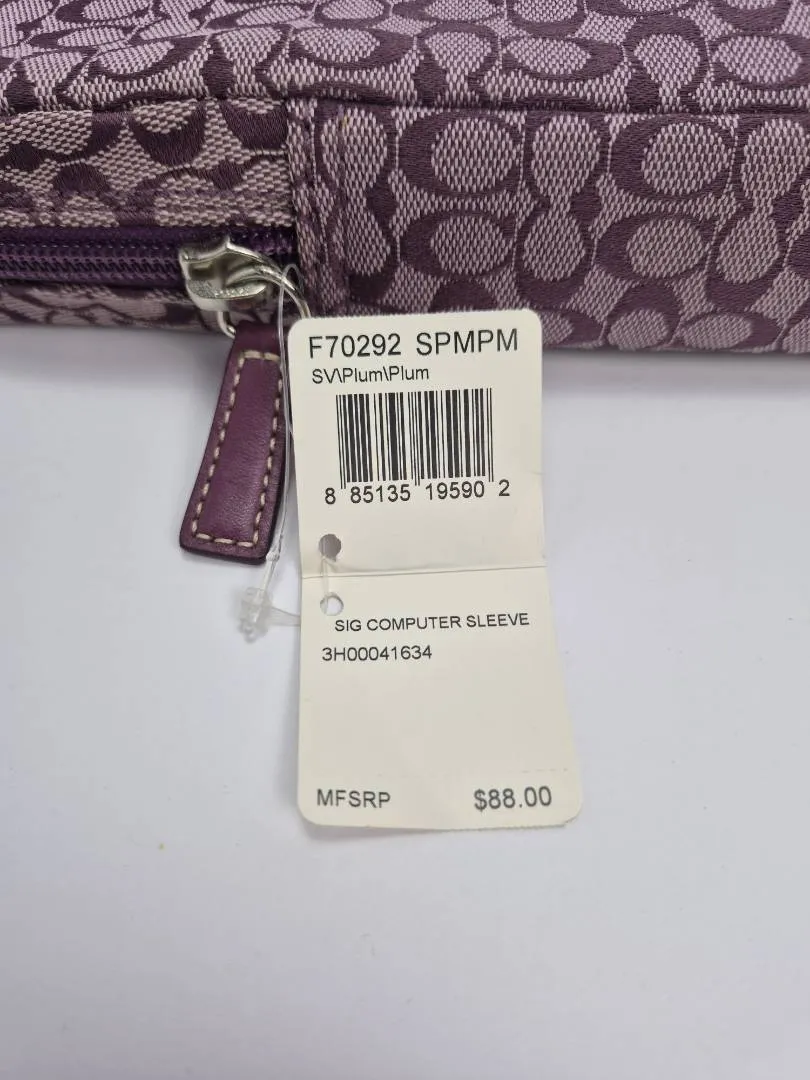 F70292 SPMPM
SV\Plum\Plum
8 85135 19590 2
SIG COMPUTER SLEEVE
3H00041634
MFSRP $88.00